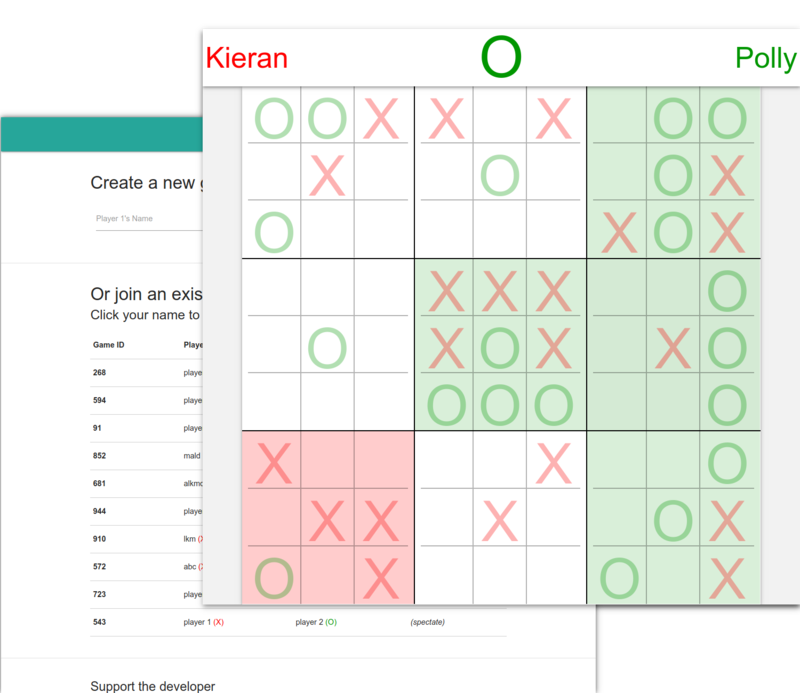 Kieran O Polly
O O X X X O O
X O O X
O X O X
X X X O
O X O X X O
O O O O
X X O
X X X O X
O X O X
Create a new g
Player 1's Name
Or join an exis
Click your name to
Game ID Playe
268 playe
594 playe
91 playe
852 mald
681 alkmo
944 playe
910 lkm (X
572 abc (X
723 playe
543 player 1 (X) player 2 (O) (spectate)
Support the developer